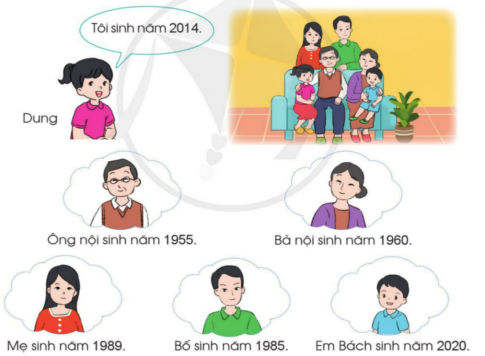 Tôi sinh năm 2014.
Dung
Ông nội sinh năm 1955.
Bà nội sinh năm 1960.
Mẹ sinh năm 1989.
Bố sinh năm 1985.
Em Bách sinh năm 2020.